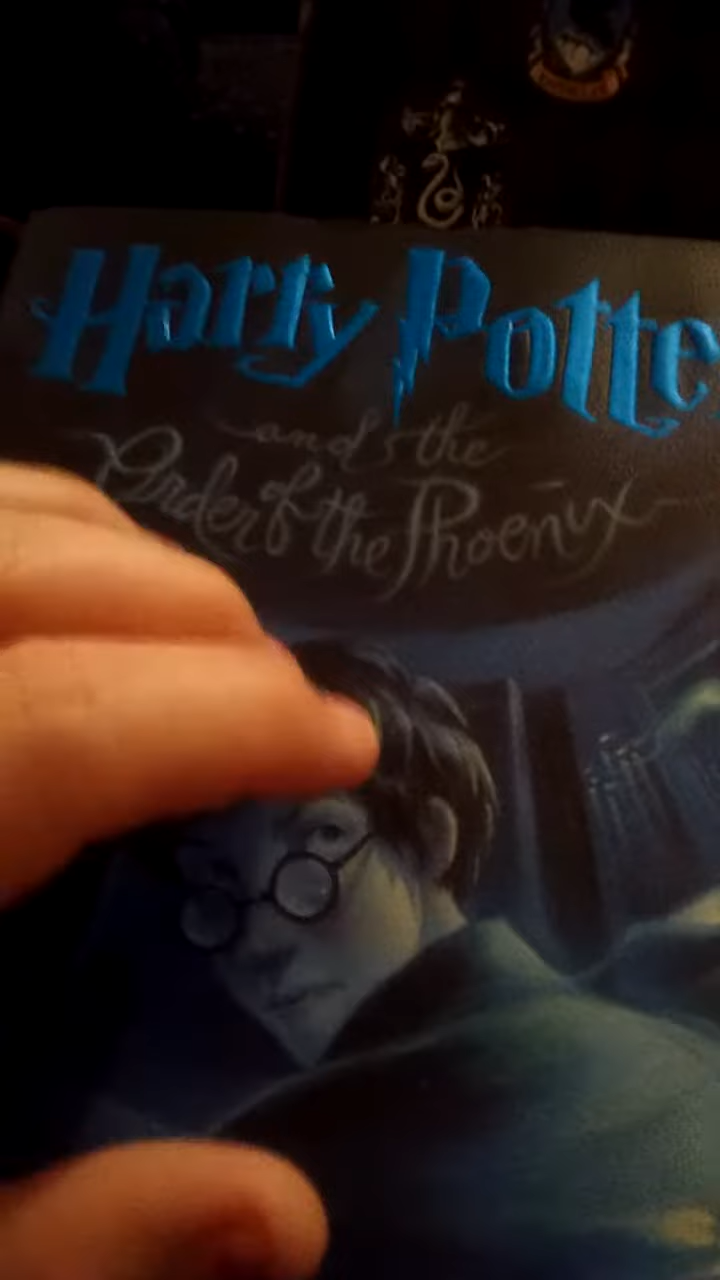 Harry Potte
and the
Order of the Phoenix